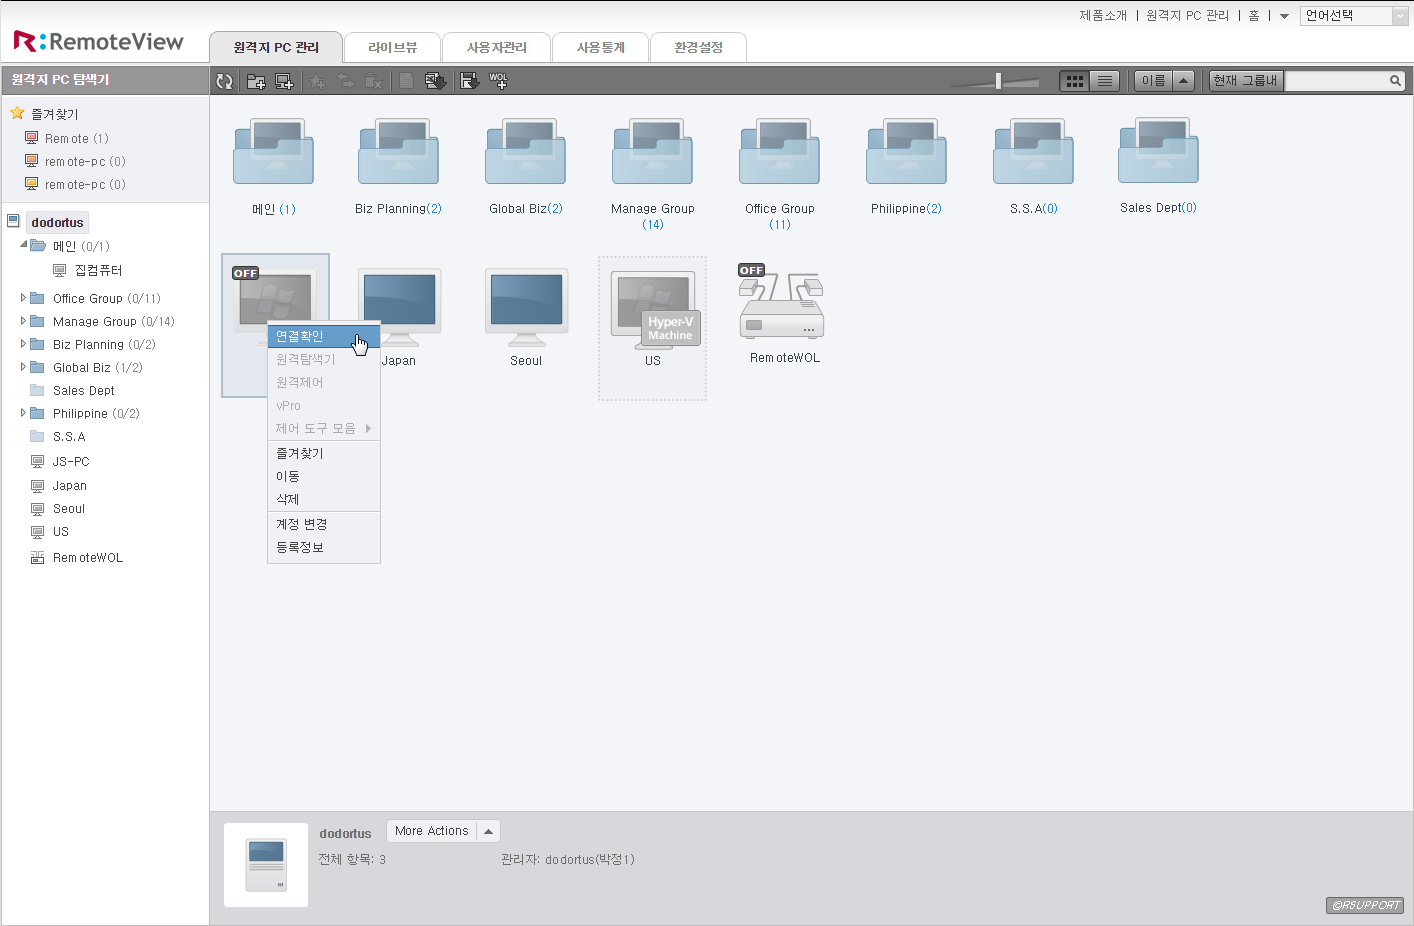 제품소개 | 원격지 PC 관리 | 홈 | 언어선택
R:RemoteView
원격지 PC 관리 라이브뷰 사용자관리 사용통계 환경설정
원격지 PC 탐색기
WOL
이름
현재 그룹내
즐겨찾기
Remote (1)
remote-pc (0)
remote-pc (0)
dodortus
메인 (0/1)
집컴퓨터
Office Group (0/11)
Manage Group (0/14)
Biz Planning (0/2)
Global Biz (1/2)
Sales Dept
Philippine (0/2)
S.S.A
JS-PC
Japan
Seoul
US
RemoteWOL
메인 (1)
Biz Planning(2)
Global Biz(2)
Manage Group
(14)
Office Group
(11)
Philippine(2)
S.S.A(0)
Sales Dept(0)
OFF
Japan
Seoul
Hyper-V
Machine
US
OFF
RemoteWOL
연결확인
원격탐색기
원격제어
vPro
제어 도구 모음
즐겨찾기
이동
삭제
계정 변경
등록정보
dodortus
More Actions
전체 항목: 3
관리자: dodortus(박정1)
©RSUPPORT